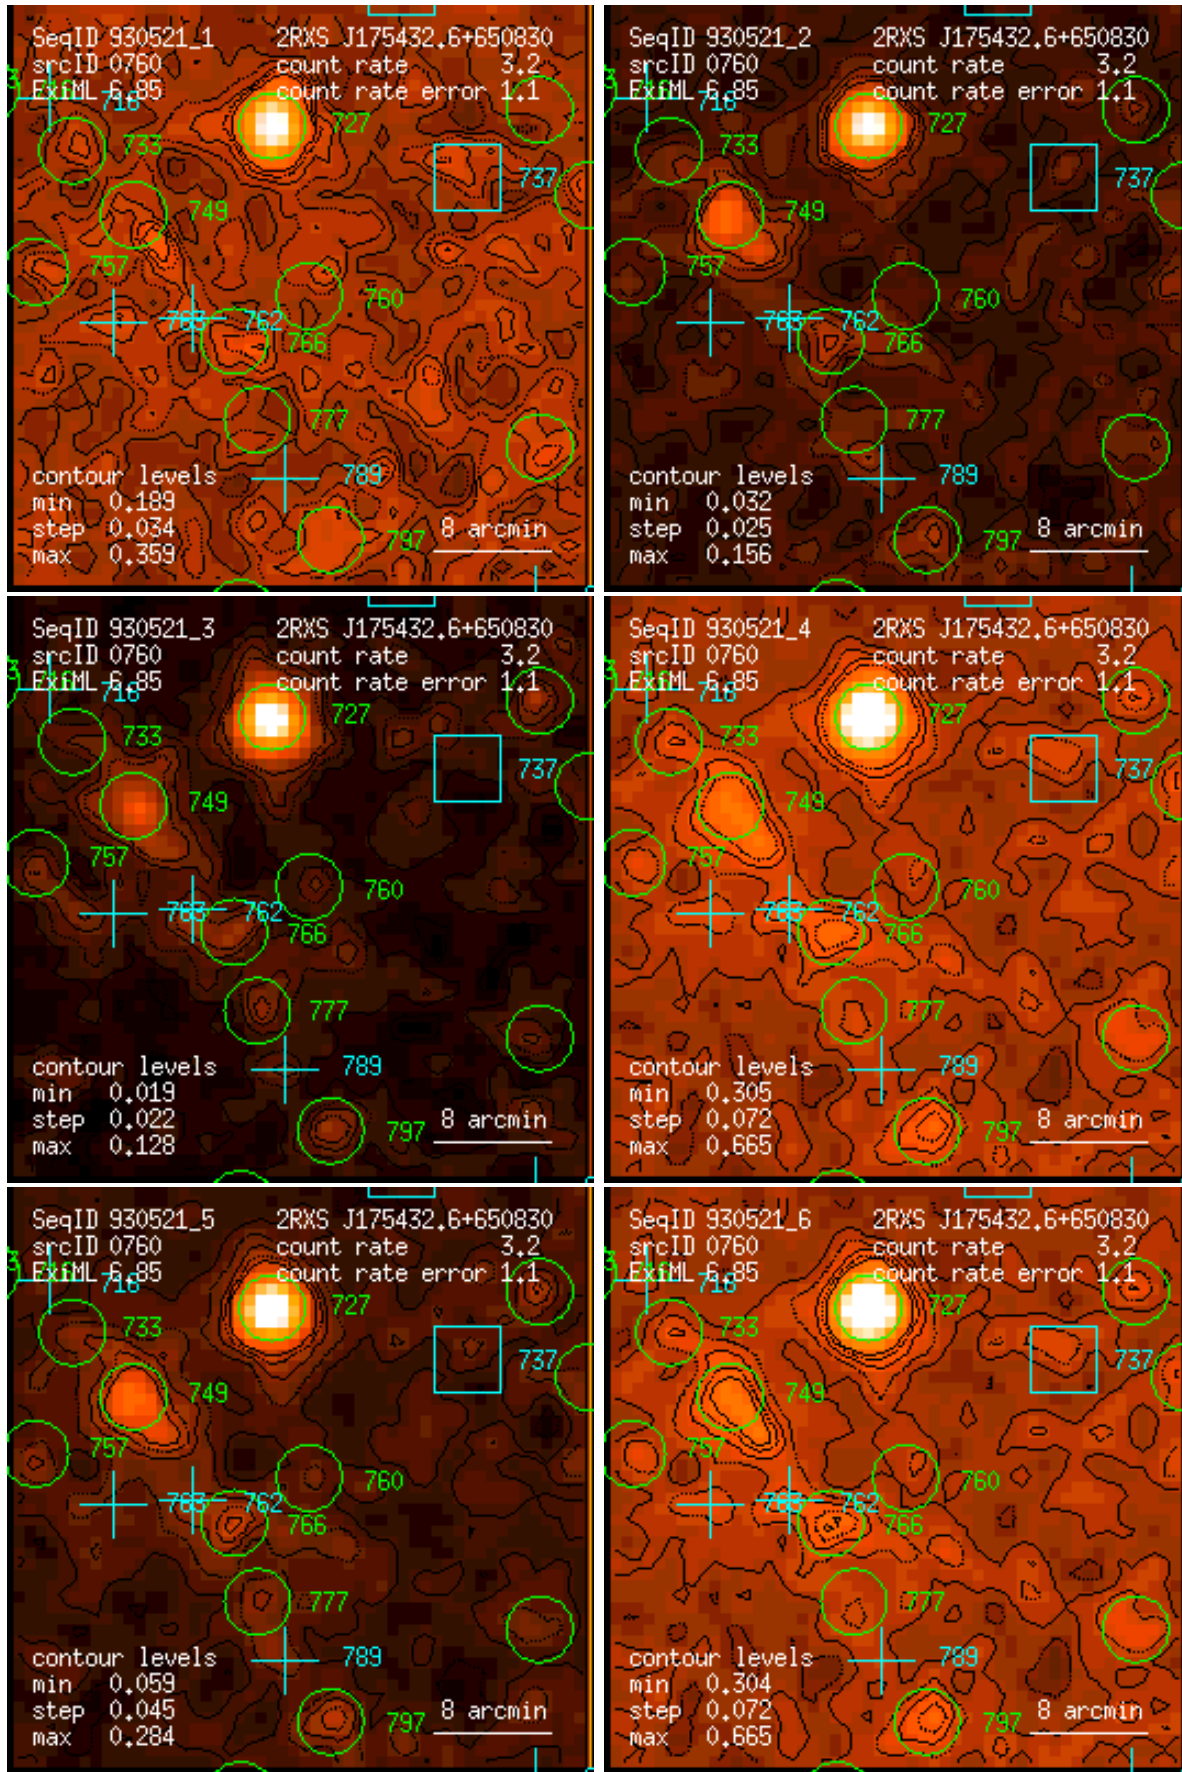 SeqID 930521_1 2RXS J175432.6+650830
srcID 0760 count rate 3.2
ExiML 6.85 count rate error 1.1
3 718
727
733
737
749
757
760
763 762
766
777
789
contour levels
min 0.189
step 0.034
max 0.359
797
8 arcmin
SeqID 930521_2 2RXS J175432.6+650830
srcID 0760 count rate 3.2
ExiML 6.85 count rate error 1.1
718
727
733
737
749
757
760
763 762
766
777
789
contour levels
min 0.032
step 0.025
max 0.156
797
8 arcmin
SeqID 930521_3 2RXS J175432.6+650830
srcID 0760 count rate 3.2
ExiML 6.85 count rate error 1.1
3 718
727
733
737
749
757
760
763 762
766
777
789
contour levels
min 0.019
step 0.022
max 0.128
797
8 arcmin
SeqID 930521_4 2RXS J175432.6+650830
srcID 0760 count rate 3.2
ExiML 6.85 count rate error 1.1
718
727
733
737
749
757
760
763 762
766
777
789
contour levels
min 0.305
step 0.072
max 0.665
797
8 arcmin
SeqID 930521_5 2RXS J175432.6+650830
srcID 0760 count rate 3.2
ExiML 6.85 count rate error 1.1
3 718
727
733
737
749
757
760
763 762
766
777
789
contour levels
min 0.059
step 0.045
max 0.284
797
8 arcmin
SeqID 930521_6 2RXS J175432.6+650830
srcID 0760 count rate 3.2
ExiML 6.85 count rate error 1.1
718
727
733
737
749
757
760
763 762
766
777
789
contour levels
min 0.304
step 0.072
max 0.665
797
8 arcmin